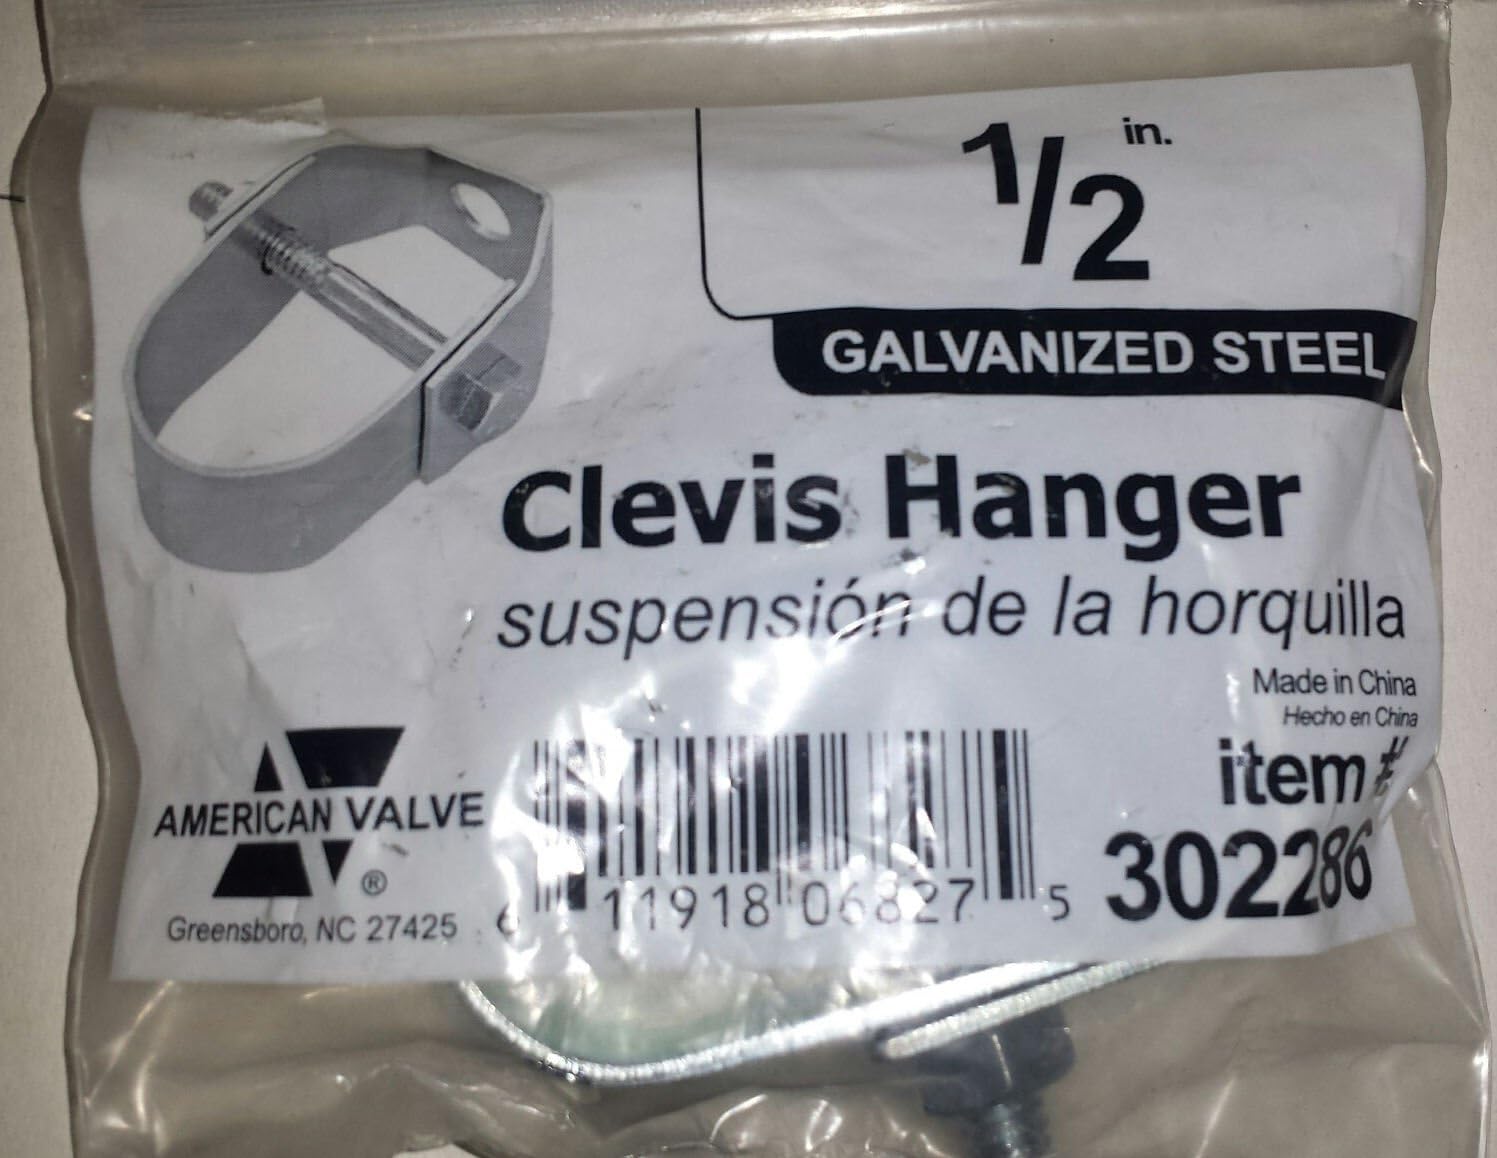 1/2 in.
GALVANIZED STEEL
Clevis Hanger
suspensión de la horquilla
Made in China
Hecho en China
item #
302286
AMERICAN VALVE
®
Greensboro, NC 27425
6 11918 06827 5